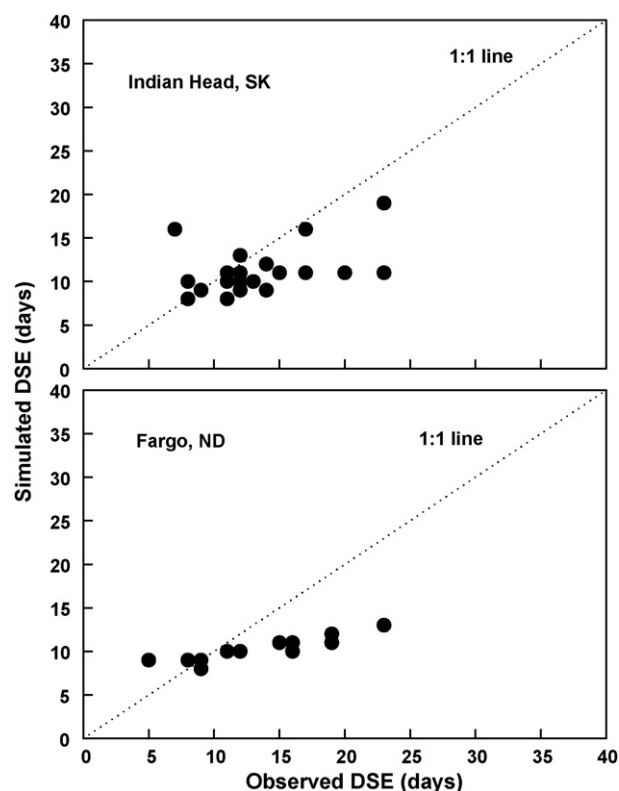 40
35
30
25
20
15
10
5
0
1:1 line
Indian Head, SK
40
35
30
25
20
15
10
5
0
1:1 line
Fargo, ND
0 5 10 15 20 25 30 35 40
Observed DSE (days)
Simulated DSE (days)